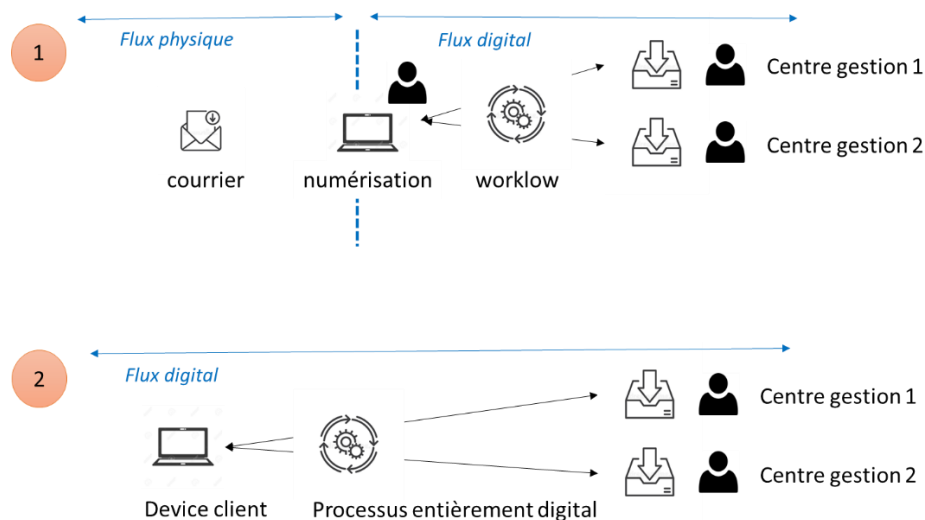 1
Flux physique
Flux digital
Centre gestion 1
Centre gestion 2
courrier
numérisation
worklow
2
Flux digital
Centre gestion 1
Centre gestion 2
Device client
Processus entièrement digital